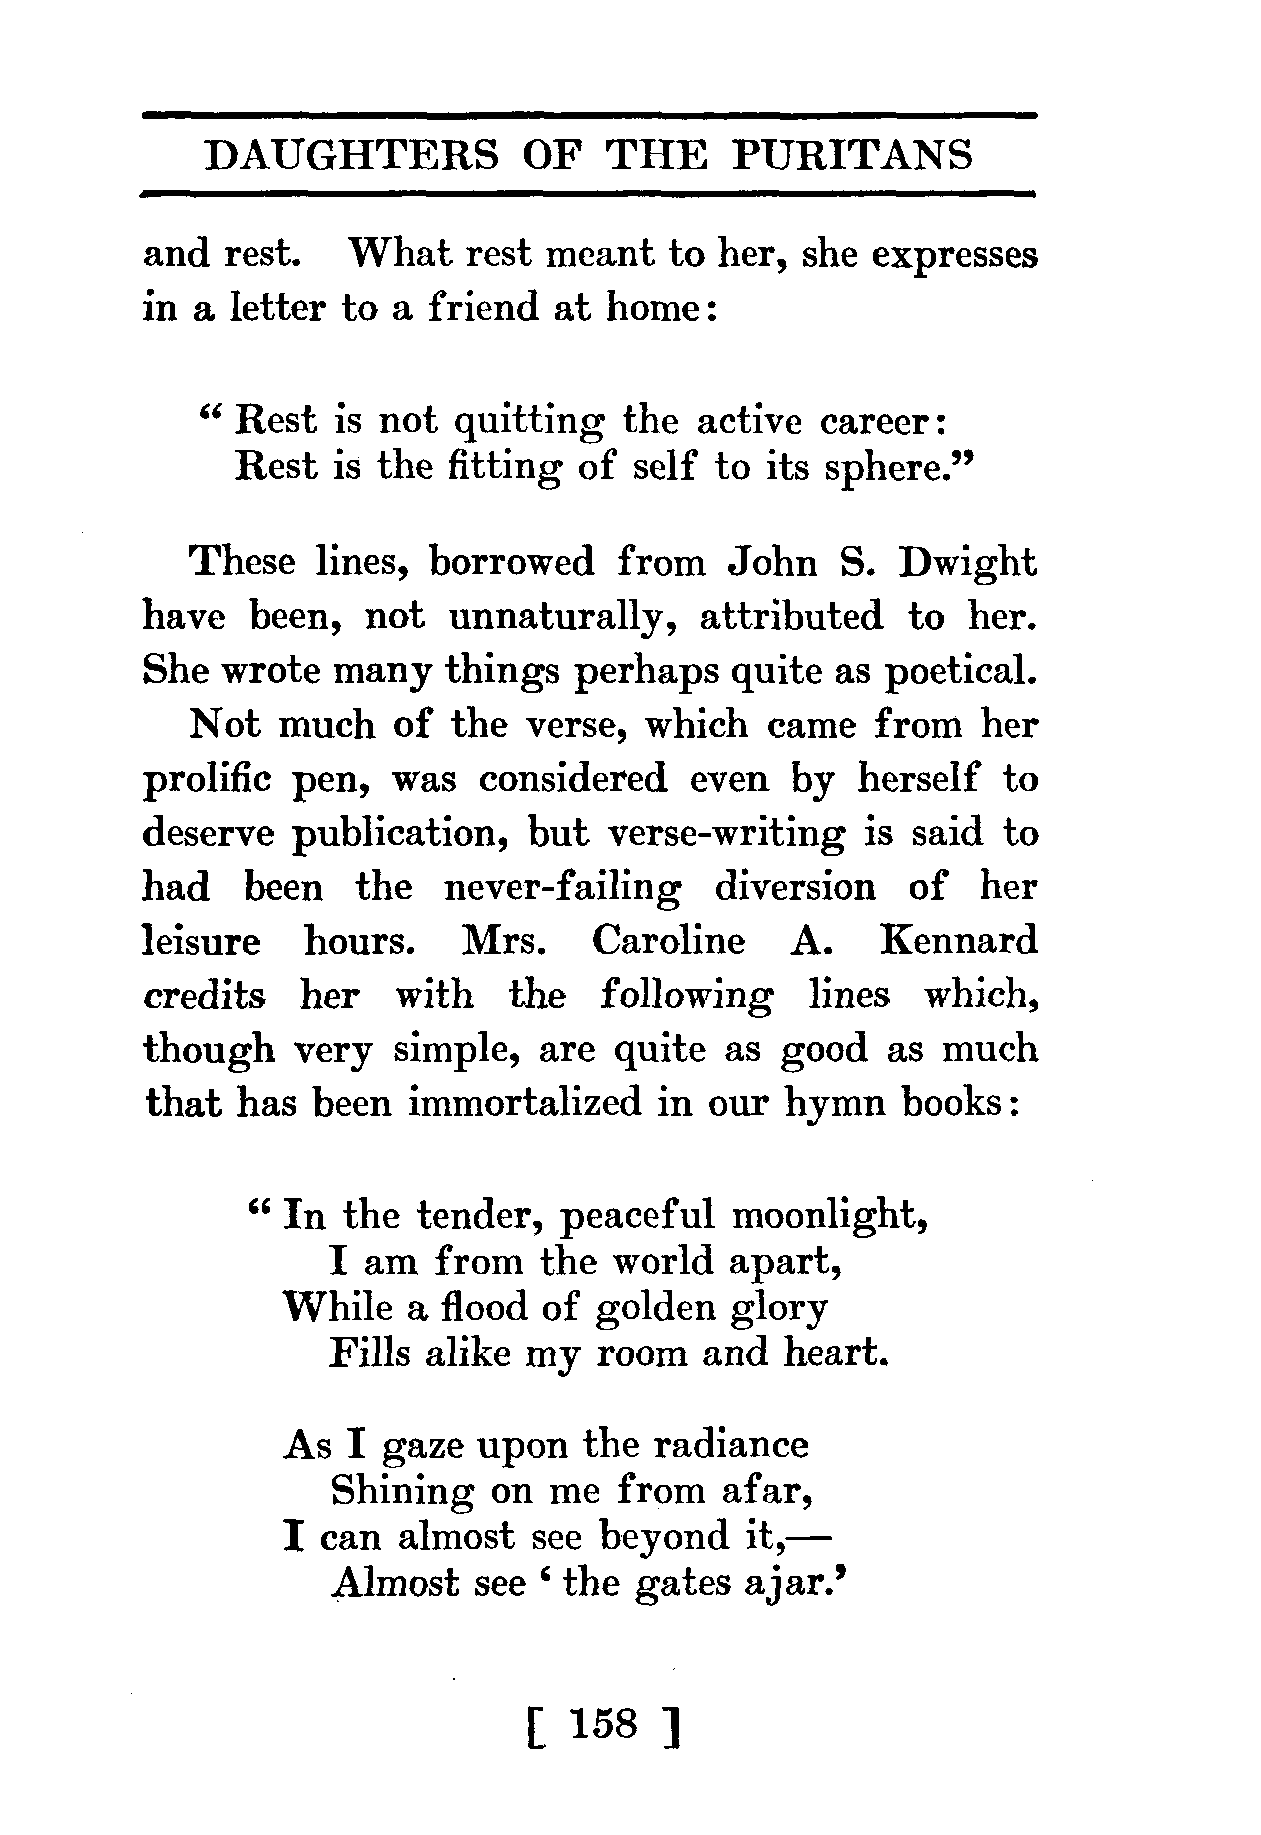 DAUGHTERS OF THE PURITANS
and rest. What rest meant to her, she expresses
in a letter to a friend at home:
“ Rest is not quitting the active career:
Rest is the fitting of self to its sphere.”
These lines, borrowed from John S. Dwight
have been, not unnaturally, attributed to her.
She wrote many things perhaps quite as poetical.
Not much of the verse, which came from her
prolific pen, was considered even by herself to
deserve publication, but verse-writing is said to
had been the never-failing diversion of her
leisure hours. Mrs. Caroline A. Kennard
credits her with the following lines which,
though very simple, are quite as good as much
that has been immortalized in our hymn books:
“ In the tender, peaceful moonlight,
I am from the world apart,
While a flood of golden glory
Fills alike my room and heart.
As I gaze upon the radiance
Shining on me from afar,
I can almost see beyond it,—
Almost see ‘ the gates ajar.’
[ 158 ]